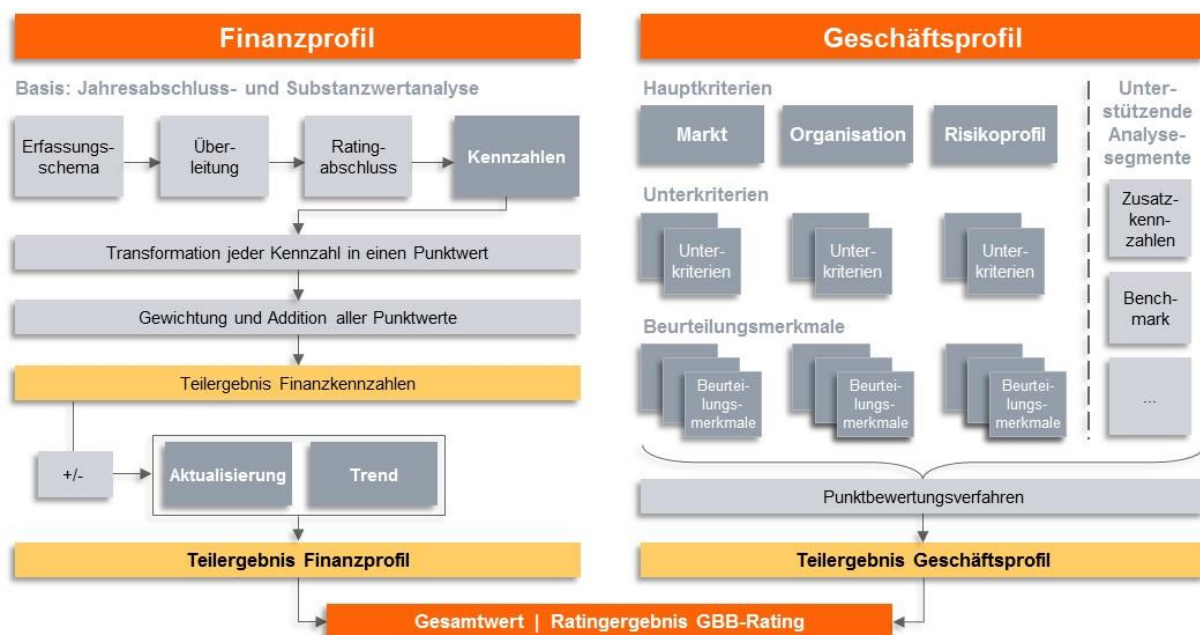 Finanzprofil
Basis: Jahresabschluss- und Substanzwertanalyse
Erfassungs-
schema
Über-
leitung
Rating-
abschluss
Kennzahlen
Transformation jeder Kennzahl in einen Punktwert
Gewichtung und Addition aller Punktwerte
Teilergebnis Finanzkennzahlen
+/-
Aktualisierung
Trend
Teilergebnis Finanzprofil
Geschäftsprofil
Hauptkriterien
Markt
Organisation
Risikoprofil
Unterkriterien
Unter-
kriterien
Unter-
kriterien
Unter-
kriterien
Beurteilungsmerkmale
Beurtei-
lungs-
merkmale
Beurtei-
lungs-
merkmale
Beurtei-
lungs-
merkmale
Unter-
stützende
Analyse-
segmente
Zusatz-
kenn-
zahlen
Bench-
mark
...
Punktbewertungsverfahren
Teilergebnis Geschäftsprofil
Gesamtwert | Ratingergebnis GBB-Rating